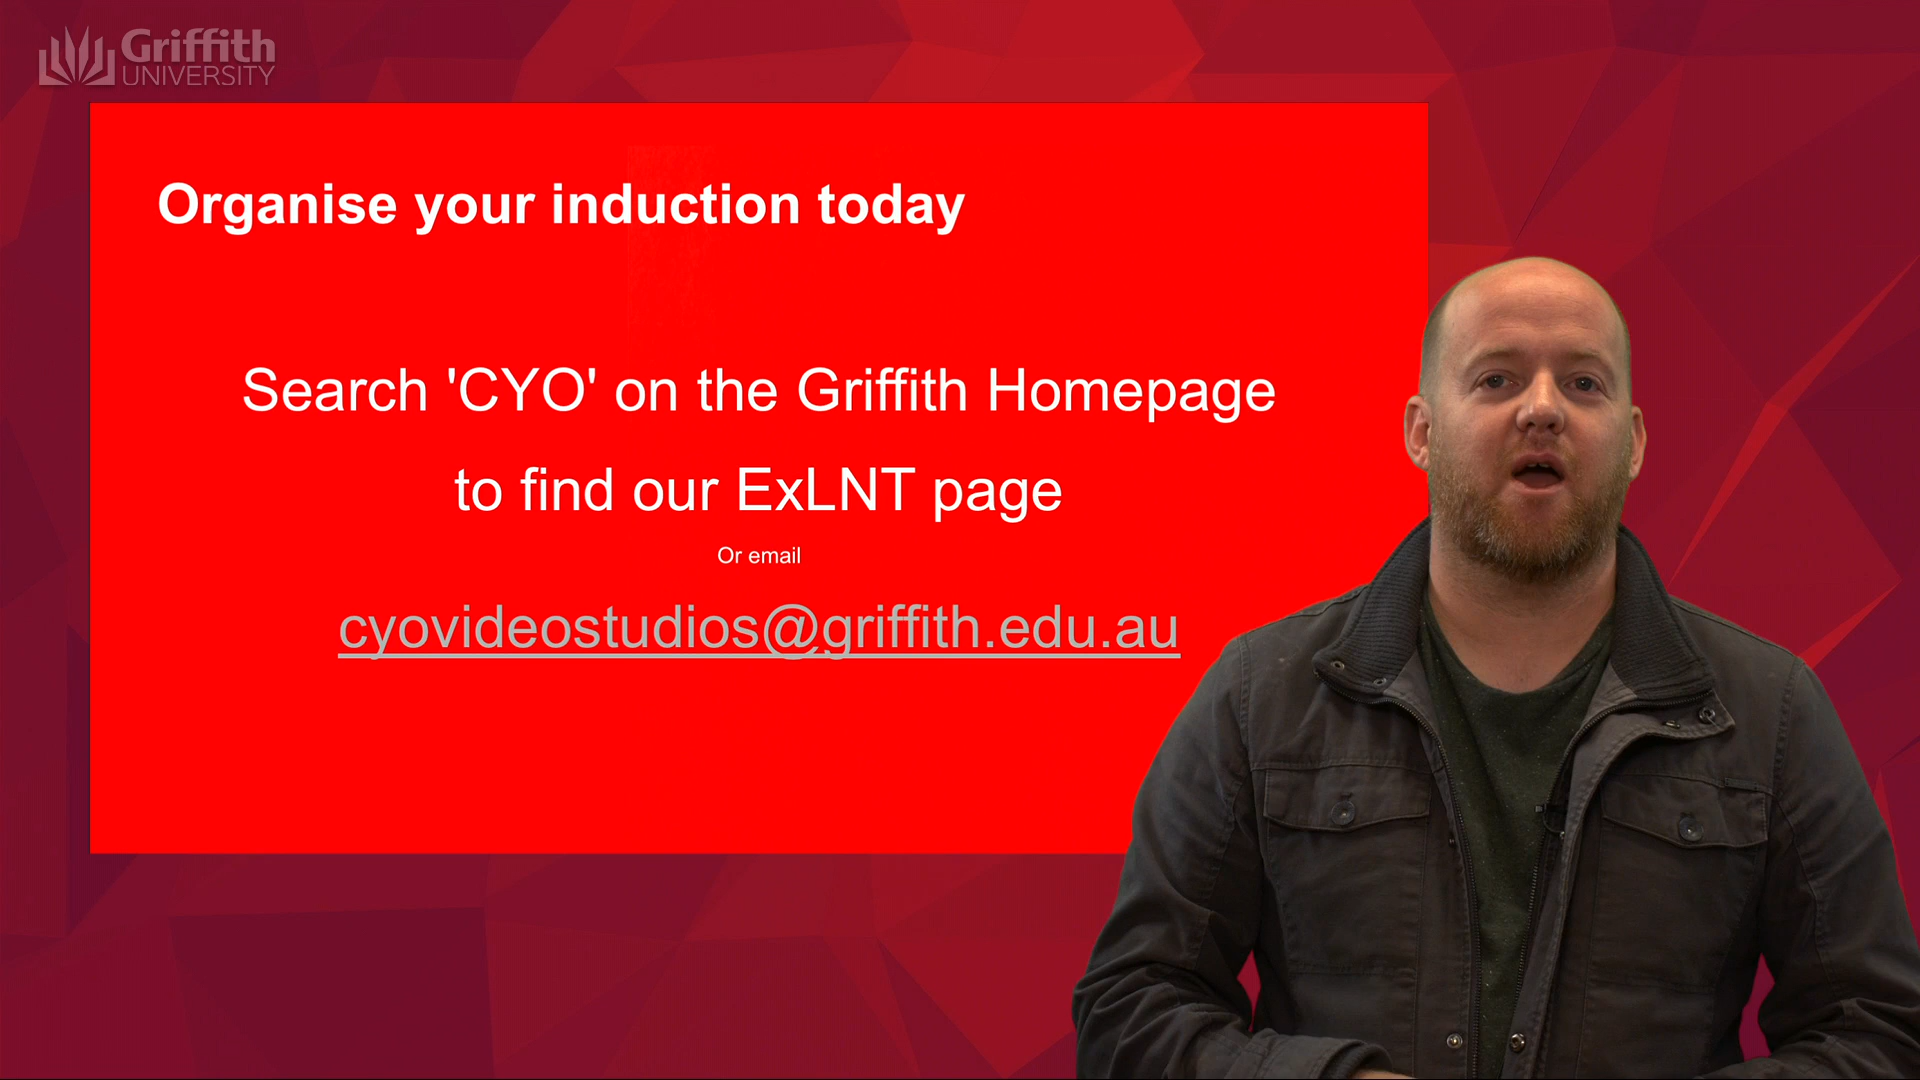 Griffith
UNIVERSITY
Organise your induction today
Search 'CYO' on the Griffith Homepage
to find our ExLNT page
Or email
cyovideostudios@griffith.edu.au